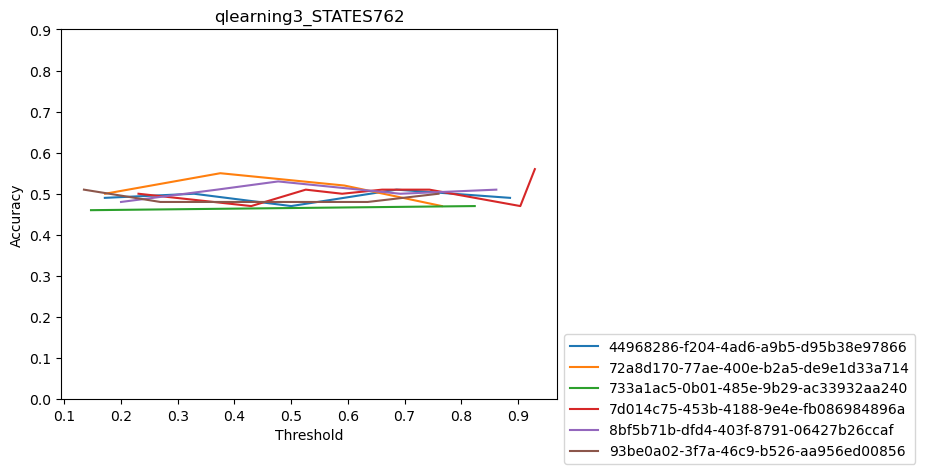 qlearning3_STATES762
0.9
0.8
0.7
0.6
0.5
0.4
0.3
0.2
0.1
0.0
Accuracy
0.1 0.2 0.3 0.4 0.5 0.6 0.7 0.8 0.9
Threshold
44968286-f204-4ad6-a9b5-d95b38e97866
72a8d170-77ae-400e-b2a5-de9e1d33a714
733a1ac5-0b01-485e-9b29-ac33932aa240
7d014c75-453b-4188-9e4e-fb086984896a
8bf5b71b-dfd4-403f-8791-06427b26ccaf
93be0a02-3f7a-46c9-b526-aa956ed00856